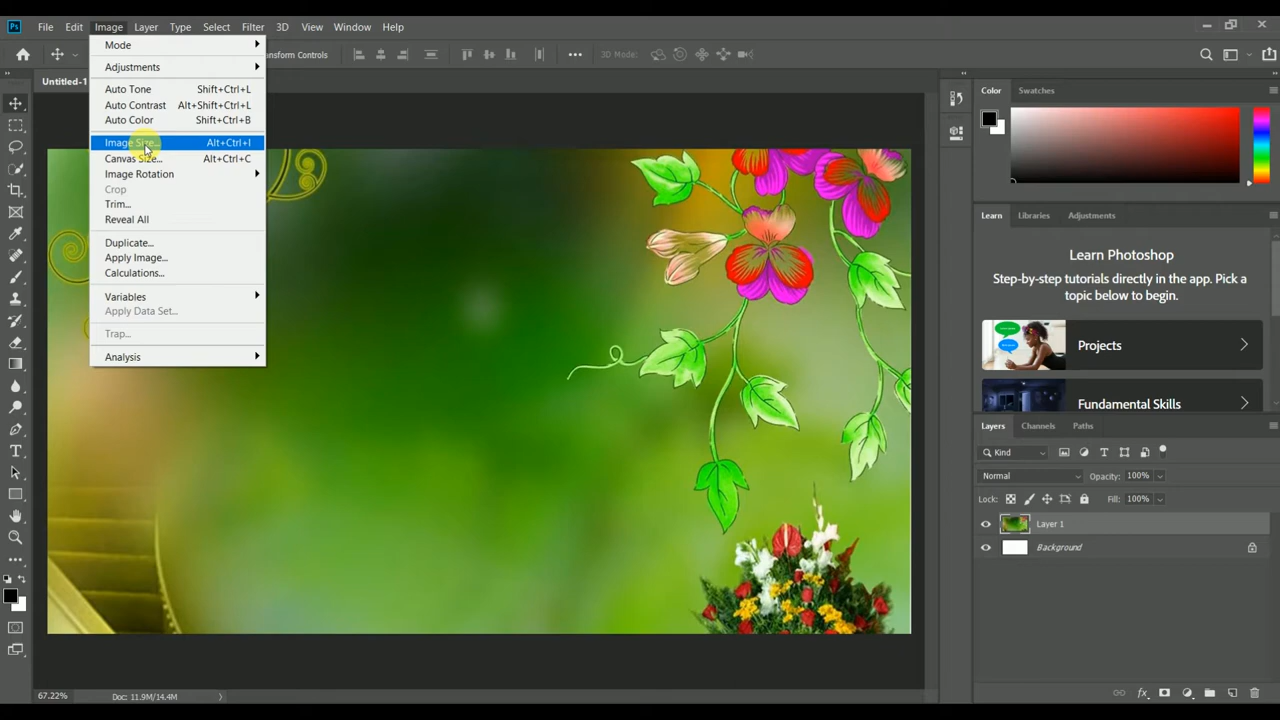 Ps File Edit Image Layer Type Select Filter 3D View Window Help
Transform Controls 3D Mode:
Untitled-1
Mode
Adjustments
Auto Tone Shift+Ctrl+L
Auto Contrast Alt+Shift+Ctrl+L
Auto Color Shift+Ctrl+B
Image Size... Alt+Ctrl+I
Canvas Size... Alt+Ctrl+C
Image Rotation
Crop
Trim...
Reveal All
Duplicate...
Apply Image...
Calculations...
Variables
Apply Data Set...
Trap...
Analysis
Color Swatches
Learn Libraries Adjustments
Learn Photoshop
Step-by-step tutorials directly in the app. Pick a
topic below to begin.
Projects
Fundamental Skills
Layers Channels Paths
Kind
Normal Opacity: 100%
Lock: Fill: 100%
Layer 1
Background
67.22% Doc: 11.9M/14.4M